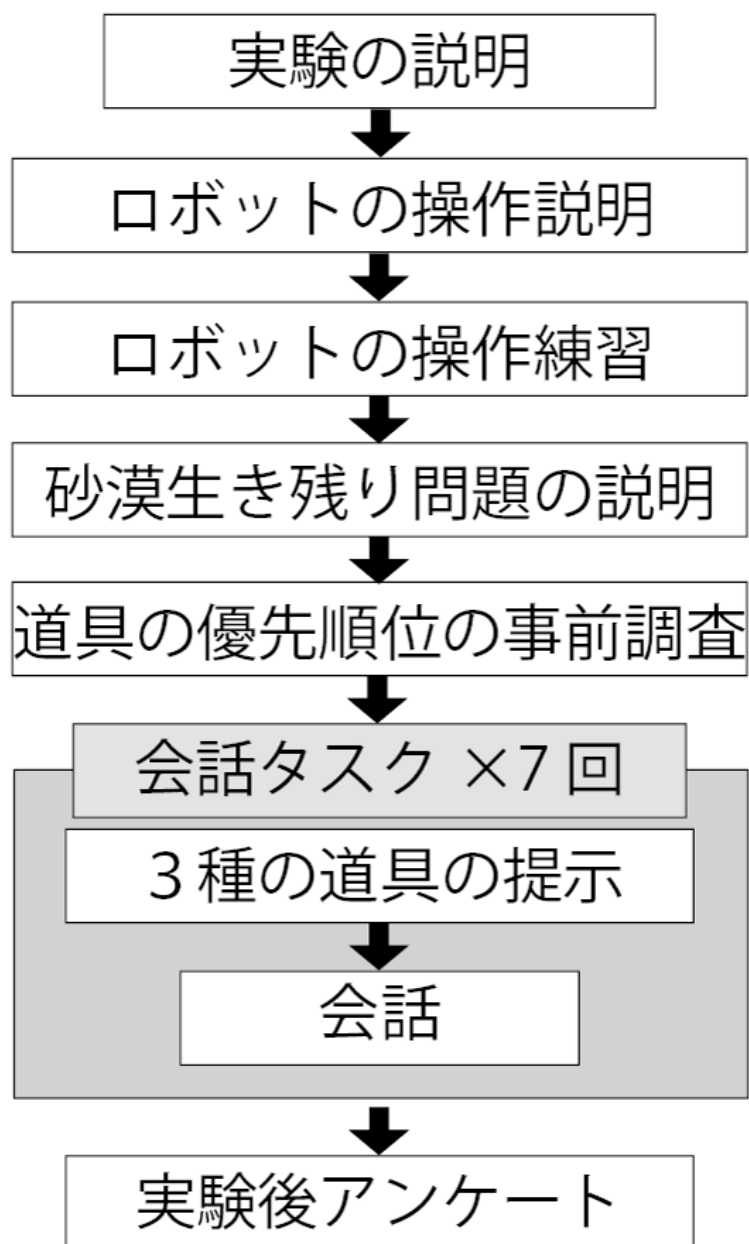 実験の説明
ロボットの操作説明
ロボットの操作練習
砂漠生き残り問題の説明
道具の優先順位の事前調査
会話タスク ×7 回
３種の道具の提示
会話
実験後アンケート